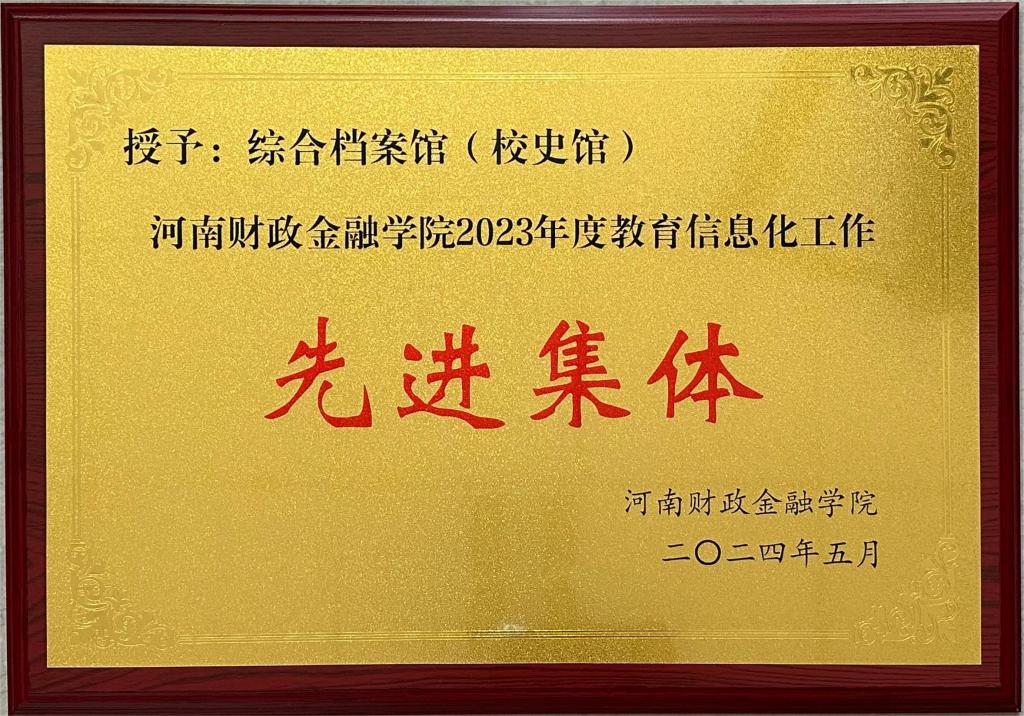 授予：综合档案馆（校史馆）
河南财政金融学院2023年度教育信息化工作
先进集体
河南财政金融学院
二〇二四年五月